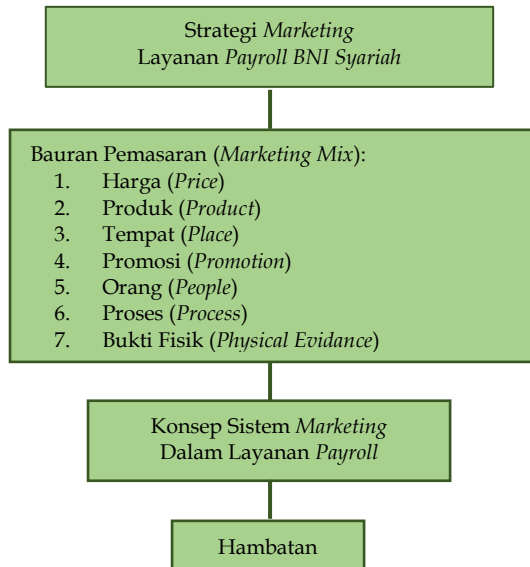 Strategi Marketing
Layanan Payroll BNI Syariah
Bauran Pemasaran (Marketing Mix):
1. Harga (Price)
2. Produk (Product)
3. Tempat (Place)
4. Promosi (Promotion)
5. Orang (People)
6. Proses (Process)
7. Bukti Fisik (Physical Evidance)
Konsep Sistem Marketing
Dalam Layanan Payroll
Hambatan